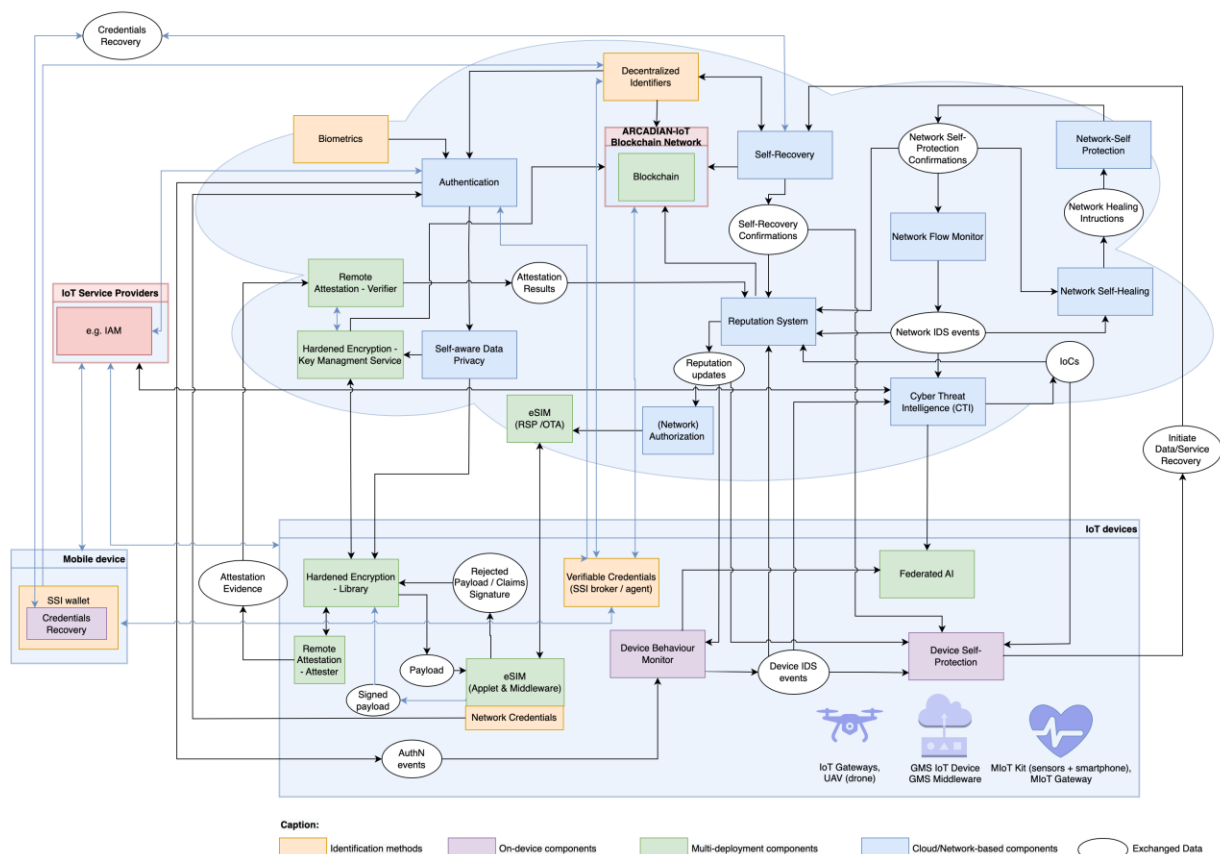 Credentials
Recovery
Decentralized
Identifiers
Biometrics
ARCADIAN-IoT
Blockchain Network
Blockchain
Self-Recovery
Network Self-
Protection
Confirmations
Network-Self
Protection
Authentication
Self-Recovery
Confirmations
Network Flow Monitor
Network Healing
Intructions
Remote
Attestation - Verifier
Attestation
Results
Network Self-Healing
IoT Service Providers
e.g. IAM
Reputation System
Network IDS events
Hardened Encryption -
Key Managment Service
Self-aware Data
Privacy
Reputation
updates
IoCs
Cyber Threat
Intelligence (CTI)
eSIM
(RSP /OTA)
(Network)
Authorization
Initiate
Data/Service
Recovery
IoT devices
Mobile device
SSI wallet
Credentials
Recovery
Attestation
Evidence
Hardened Encryption
- Library
Rejected
Payload / Claims
Signature
Verifiable Credentials
(SSI broker / agent)
Federated AI
Remote
Attestation
- Attester
Payload
Signed
payload
eSIM
(Applet & Middleware)
Network Credentials
Device Behaviour
Monitor
Device IDS
events
Device Self-
Protection
AuthN
events
IoT Gateways,
UAV (drone)
GMS IoT Device
GMS Middleware
MIoT Kit (sensors + smartphone),
MIoT Gateway
Caption:
Identification methods
On-device components
Multi-deployment components
Cloud/Network-based components
Exchanged Data